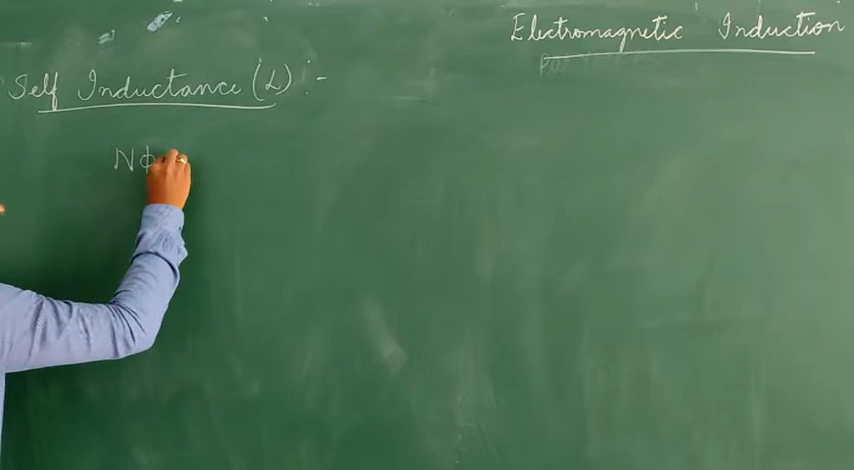 Electromagnetic Induction
Self Inductance (L) :-
Nϕ